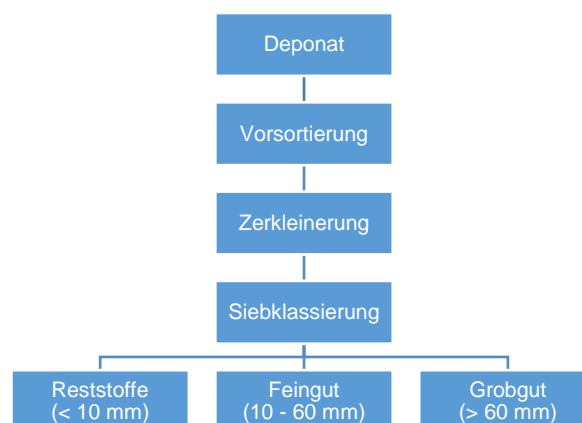 Deponat
Vorsortierung
Zerkleinerung
Siebklassierung
Reststoffe
(< 10 mm)
Feingut
(10 - 60 mm)
Grobgut
(> 60 mm)